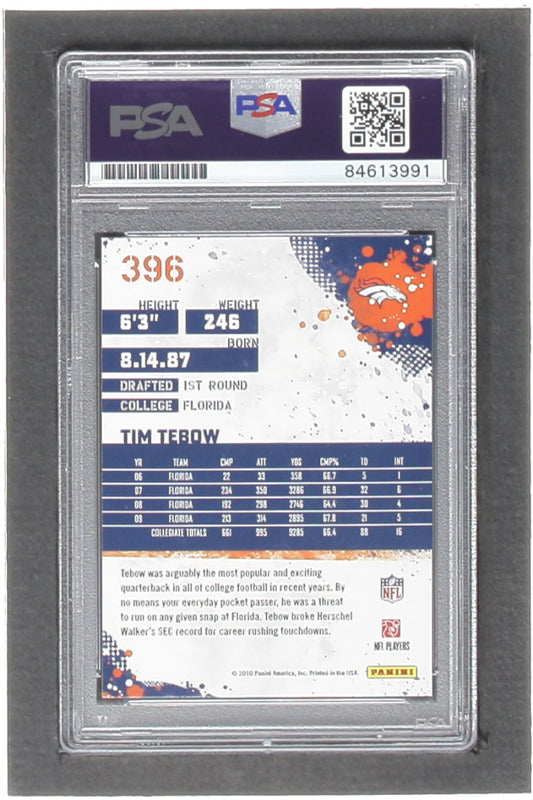 PSA PSA
84613991
396
HEIGHT WEIGHT
6'3" 246
BORN
8.14.87
DRAFTED 1ST ROUND
COLLEGE FLORIDA
TIM TEBOW
YR TEAM CMP ATT YDS CMP% TD INT
06 FLORIDA 22 33 358 66.7 5 1
07 FLORIDA 234 350 3286 66.9 32 6
08 FLORIDA 192 298 2746 64.4 30 4
09 FLORIDA 213 314 2895 67.8 21 5
COLLEGIATE TOTALS 661 995 9285 66.4 88 16
Tebow was arguably the most popular and exciting
quarterback in all of college football in recent years. By
no means your everyday pocket passer, he was a threat
to run on any given snap at Florida. Tebow broke Herschel
Walker's SEC record for career rushing touchdowns.
NFL
NFL PLAYERS
© 2010 Panini America, Inc. Printed in the USA.
PANINI
PSA